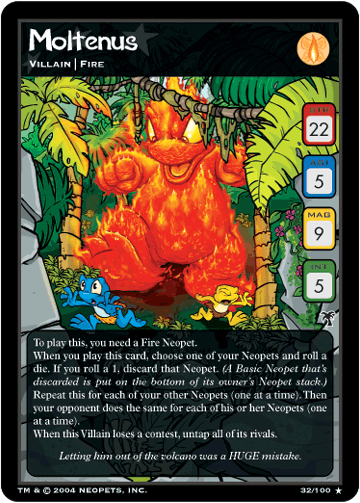 Moltenus
VILLAIN | FIRE
STR
22
AGI
5
MAG
9
INT
5
To play this, you need a Fire Neopet.
When you play this card, choose one of your Neopets and roll a
die. If you roll a 1, discard that Neopet. (A Basic Neopet that's
discarded is put on the bottom of its owner's Neopet stack.)
Repeat this for each of your other Neopets (one at a time). Then
your opponent does the same for each of his or her Neopets (one
at a time).
When this Villain loses a contest, untap all of its rivals.
Letting him out of the volcano was a HUGE mistake.
TM & © 2004 NEOPETS, INC.
32/100 ★